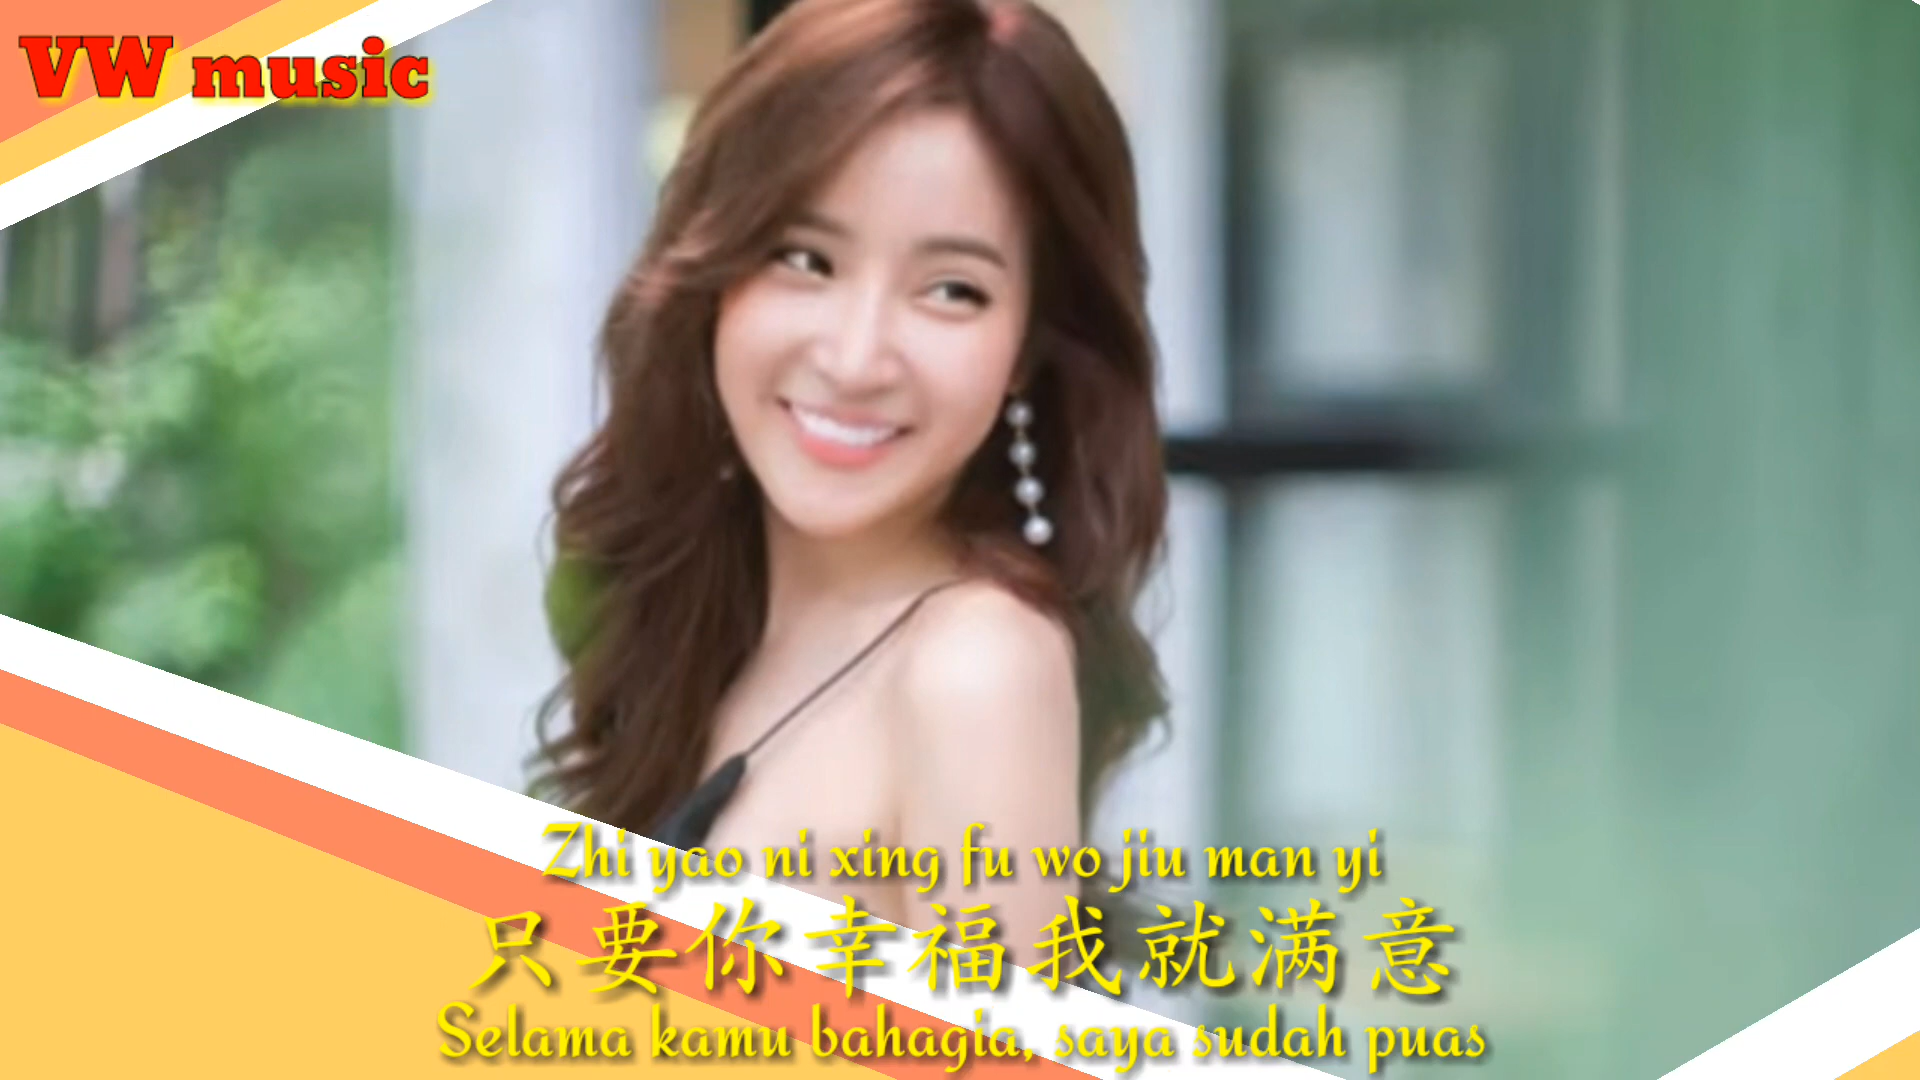 VW music
Zhi yao ni xing fu wo jiu man yi
只要你幸福我就满意
Selama kamu bahagia, saya sudah puas